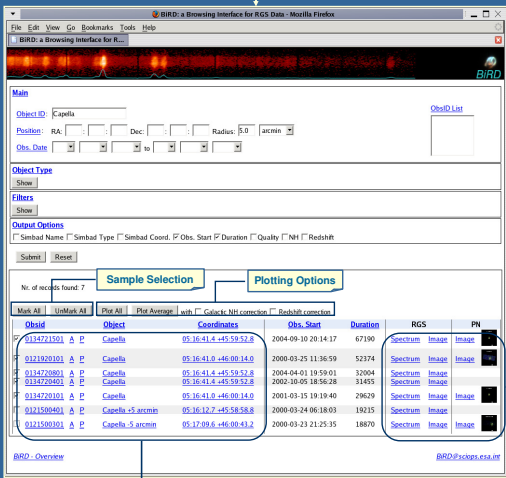 BiRD: a Browsing Interface for RGS Data - Mozilla Firefox
File Edit View Go Bookmarks Tools Help
BiRD: a Browsing Interface for R...
BiRD
Main
Object ID: Capella
ObsID List
Position: RA: : : Dec: : : Radius: 5.0 arcmin
Obs. Date to
Object Type
Show
Filters
Show
Output Options
Simbad Name Simbad Type Simbad Coord. Obs. Start Duration Quality NH Redshift
Submit Reset
Sample Selection Plotting Options
Nr. of records found: 7
Mark All UnMark All Plot All Plot Average with Galactic NH correction Redshift correction
Obsid Object Coordinates Obs. Start Duration RGS PN
0134721501 A P Capella 05:16:41.3 +45:59:52.8 2004-09-10 20:14:17 67190 Spectrum Image Image
0121920101 A P Capella 05:16:41.0 +46:00:14.0 2000-03-25 11:36:59 52374 Spectrum Image Image
0134720801 A P Capella 05:16:41.4 +45:59:52.8 2004-04-01 19:59:01 32004 Spectrum Image
0134720401 A P Capella 05:16:41.4 +45:59:52.8 2002-10-05 18:56:28 31455 Spectrum Image
0134720101 A P Capella 05:16:41.0 +46:00:14.0 2001-03-15 19:19:40 29629 Spectrum Image Image
0121500401 A P Capella +5 arcmin 05:16:12.7 +45:58:58.8 2000-03-24 06:18:03 19215 Spectrum Image
0121500301 A P Capella -5 arcmin 05:17:09.6 +46:00:43.2 2000-03-23 21:25:35 18870 Spectrum Image Image
BiRD - Overview BiRD@sciops.esa.int